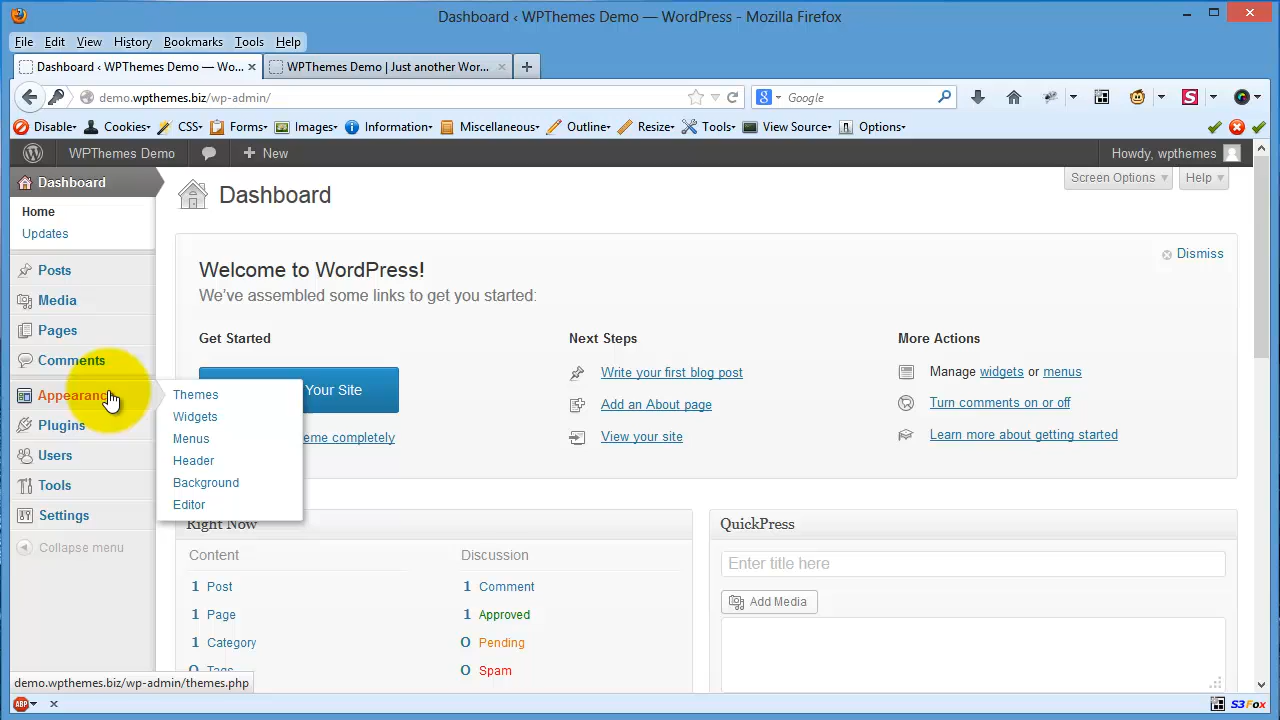 Dashboard ‹ WPThemes Demo — WordPress - Mozilla Firefox
File Edit View History Bookmarks Tools Help
Dashboard ‹ WPThemes Demo — Wo... × WPThemes Demo | Just another Wor... × +
demo.wpthemes.biz/wp-admin/ Google
Disable Cookies CSS Forms Images Information Miscellaneous Outline Resize Tools View Source Options
WPThemes Demo + New Howdy, wpthemes
Dashboard
Home
Updates
Posts
Media
Pages
Comments
Appearanc
Plugins
Users
Tools
Settings
Collapse menu
Themes
Widgets
Menus
Header
Background
Editor
Dashboard
Screen Options Help
Welcome to WordPress!
Dismiss
We've assembled some links to get you started:
Get Started
Your Site
completely
Next Steps
Write your first blog post
Add an About page
View your site
More Actions
Manage widgets or menus
Turn comments on or off
Learn more about getting started
Right Now
Content
1 Post
1 Page
1 Category
0 Tags
Discussion
1 Comment
1 Approved
0 Pending
0 Spam
QuickPress
Enter title here
Add Media
demo.wpthemes.biz/wp-admin/themes.php
ABP × S3Fox